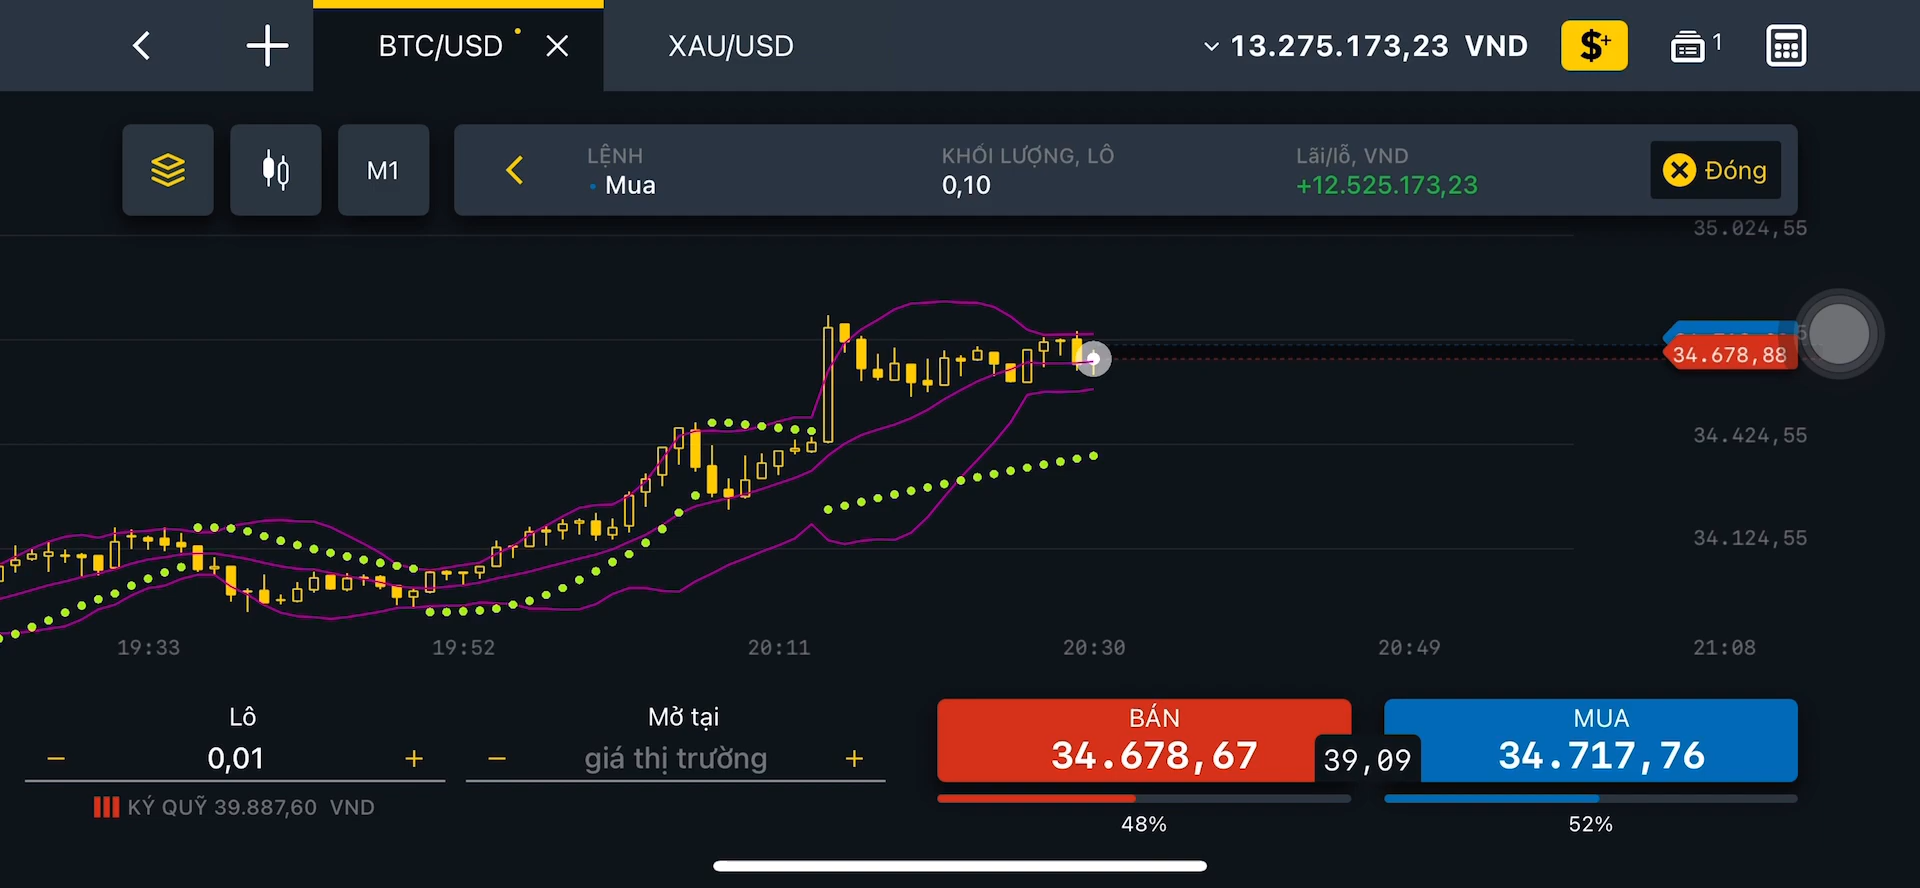 BTC/USD
XAU/USD
13.275.173,23 VND
$+
1
M1
LỆNH
Mua
KHỐI LƯỢNG, LÔ
0,10
Lãi/lỗ, VND
+12.525.173,23
Đóng
35.024,55
34.678,88
34.424,55
34.124,55
19:33
19:52
20:11
20:30
20:49
21:08
Lô
− 0,01 +
KÝ QUỸ 39.887,60 VND
Mở tại
− giá thị trường +
BÁN
34.678,67
39,09
MUA
34.717,76
48%
52%